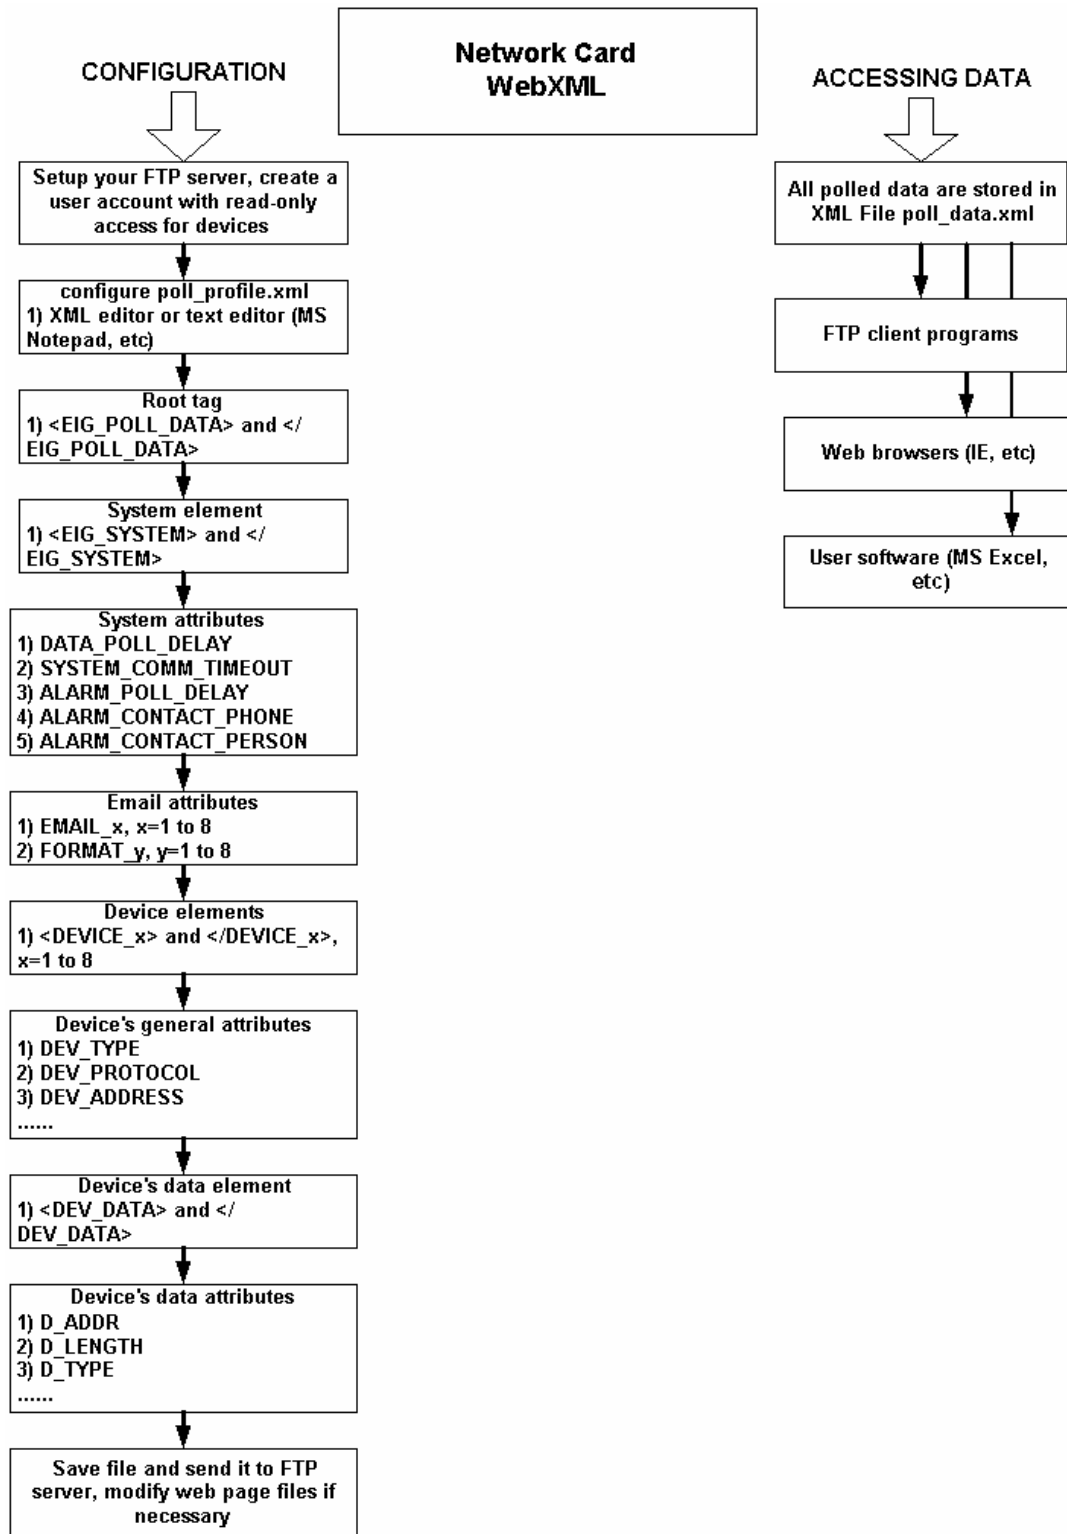 Network Card
WebXML
CONFIGURATION
Setup your FTP server, create a
user account with read-only
access for devices
configure poll_profile.xml
1) XML editor or text editor (MS
Notepad, etc)
Root tag
1) <EIG_POLL_DATA> and </
EIG_POLL_DATA>
System element
1) <EIG_SYSTEM> and </
EIG_SYSTEM>
System attributes
1) DATA_POLL_DELAY
2) SYSTEM_COMM_TIMEOUT
3) ALARM_POLL_DELAY
4) ALARM_CONTACT_PHONE
5) ALARM_CONTACT_PERSON
Email attributes
1) EMAIL_x, x=1 to 8
2) FORMAT_y, y=1 to 8
Device elements
1) <DEVICE_x> and </DEVICE_x>,
x=1 to 8
Device's general attributes
1) DEV_TYPE
2) DEV_PROTOCOL
3) DEV_ADDRESS
......
Device's data element
1) <DEV_DATA> and </
DEV_DATA>
Device's data attributes
1) D_ADDR
2) D_LENGTH
3) D_TYPE
......
Save file and send it to FTP
server, modify web page files if
necessary
ACCESSING DATA
All polled data are stored in
XML File poll_data.xml
FTP client programs
Web browsers (IE, etc)
User software (MS Excel,
etc)